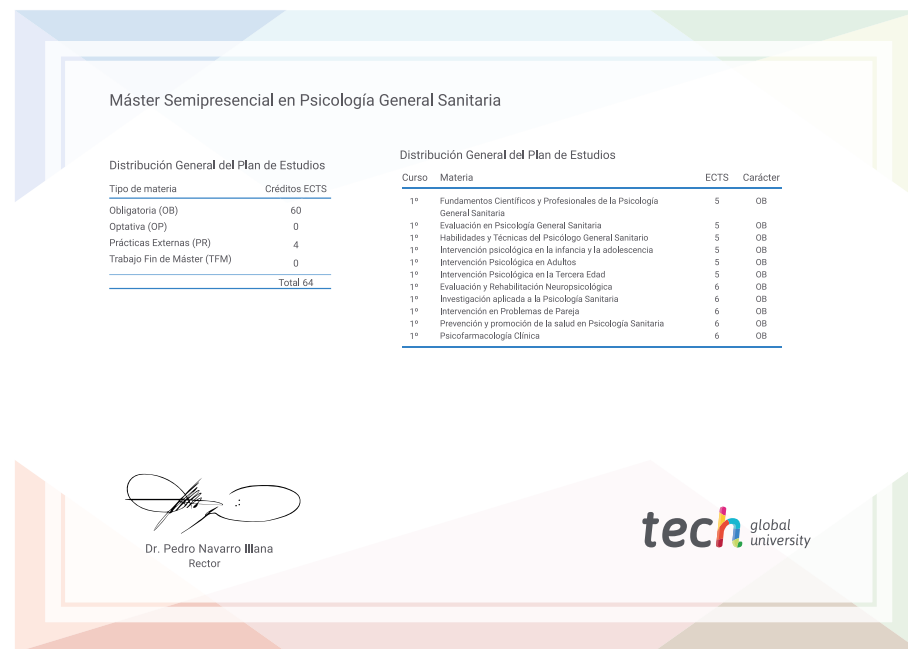 Máster Semipresencial en Psicología General Sanitaria
Distribución General del Plan de Estudios
Tipo de materia Créditos ECTS
Obligatoria (OB) 60
Optativa (OP) 0
Prácticas Externas (PR) 4
Trabajo Fin de Máster (TFM) 0
Total 64
Distribución General del Plan de Estudios
Curso Materia ECTS Carácter
1º Fundamentos Científicos y Profesionales de la Psicología 5 OB
General Sanitaria
1º Evaluación en Psicología General Sanitaria 5 OB
1º Habilidades y Técnicas del Psicólogo General Sanitario 5 OB
1º Intervención psicológica en la infancia y la adolescencia 5 OB
1º Intervención Psicológica en Adultos 5 OB
1º Intervención Psicológica en la Tercera Edad 5 OB
1º Evaluación y Rehabilitación Neuropsicológica 6 OB
1º Investigación aplicada a la Psicología Sanitaria 6 OB
1º Intervención en Problemas de Pareja 6 OB
1º Prevención y promoción de la salud en Psicología Sanitaria 6 OB
1º Psicofarmacología Clínica 6 OB
Dr. Pedro Navarro Illana
Rector
tech global
university